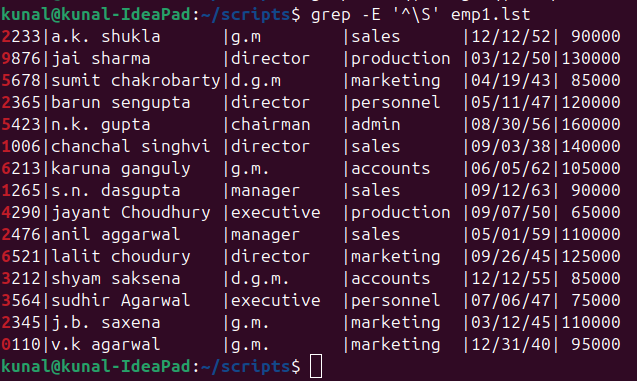 kunal@kunal-IdeaPad:~/scripts$ grep -E '^\S' emp1.lst
2233|a.k. shukla      |g.m       |sales     |12/12/52| 90000
9876|jai sharma       |director  |production |03/12/50|130000
5678|sumit chakrobarty|d.g.m     |marketing |04/19/43| 85000
2365|barun sengupta   |director  |personnel |05/11/47|120000
5423|n.k. gupta       |chairman  |admin     |08/30/56|160000
1006|chanchal singhvi |director  |sales     |09/03/38|140000
6213|karuna ganguly   |g.m.      |accounts  |06/05/62|105000
1265|s.n. dasgupta    |manager   |sales     |09/12/63| 90000
4290|jayant Choudhury |executive |production |09/07/50| 65000
2476|anil aggarwal    |manager   |sales     |05/01/59|110000
6521|lalit choudury   |director  |marketing |09/26/45|125000
3212|shyam saksena    |d.g.m.    |accounts  |12/12/55| 85000
3564|sudhir Agarwal   |executive |personnel |07/06/47| 75000
2345|j.b. saxena      |g.m.      |marketing |03/12/45|110000
0110|v.k agarwal      |g.m.      |marketing |12/31/40| 95000
kunal@kunal-IdeaPad:~/scripts$